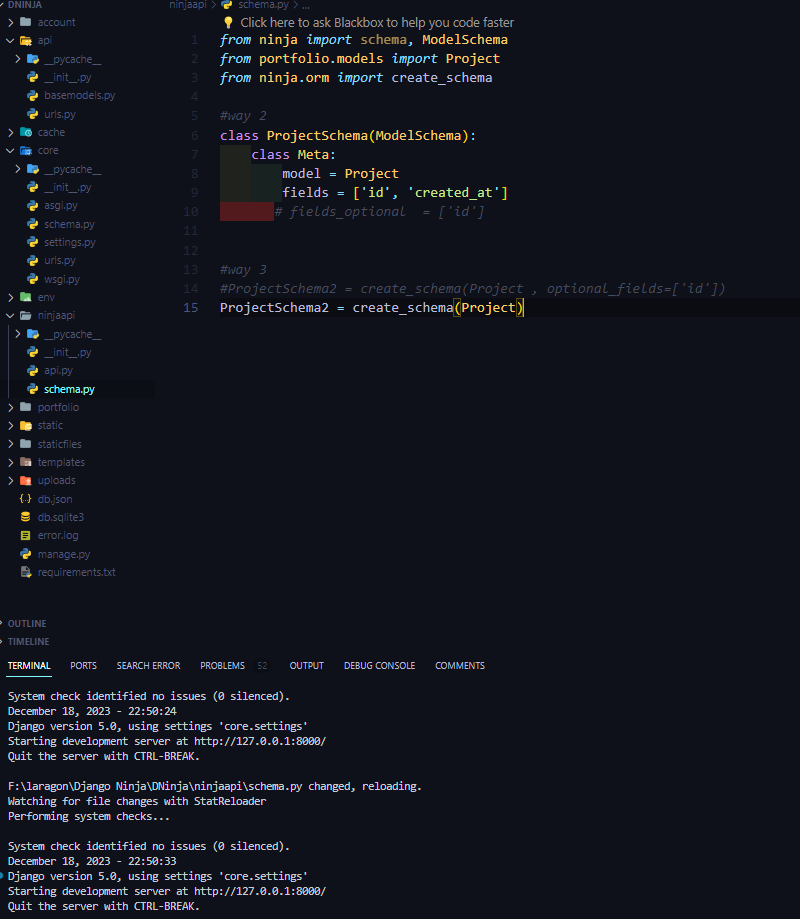 DNINJA
account
api
__pycache__
__init__.py
basemodels.py
urls.py
cache
core
__pycache__
__init__.py
asgi.py
schema.py
settings.py
urls.py
wsgi.py
env
ninjaapi
__pycache__
__init__.py
api.py
schema.py
portfolio
static
staticfiles
templates
uploads
db.json
db.sqlite3
error.log
manage.py
requirements.txt
OUTLINE
TIMELINE
ninjaapi > schema.py > ...
Click here to ask Blackbox to help you code faster
1 from ninja import schema, ModelSchema
2 from portfolio.models import Project
3 from ninja.orm import create_schema
4
5 #way 2
6 class ProjectSchema(ModelSchema):
7 class Meta:
8 model = Project
9 fields = ['id', 'created_at']
10 # fields_optional  = ['id']
11
12
13 #way 3
14 #ProjectSchema2 = create_schema(Project , optional_fields=['id'])
15 ProjectSchema2 = create_schema(Project)
TERMINAL PORTS SEARCH ERROR PROBLEMS 52 OUTPUT DEBUG CONSOLE COMMENTS
System check identified no issues (0 silenced).
December 18, 2023 - 22:50:24
Django version 5.0, using settings 'core.settings'
Starting development server at http://127.0.0.1:8000/
Quit the server with CTRL-BREAK.
F:\laragon\Django Ninja\DNinja\ninjaapi\schema.py changed, reloading.
Watching for file changes with StatReloader
Performing system checks...
System check identified no issues (0 silenced).
December 18, 2023 - 22:50:33
Django version 5.0, using settings 'core.settings'
Starting development server at http://127.0.0.1:8000/
Quit the server with CTRL-BREAK.